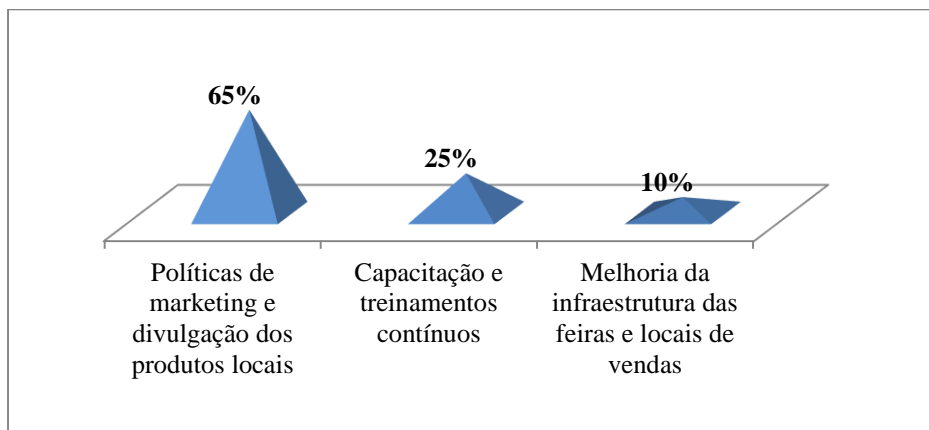 65%
25%
10%
Políticas de
marketing e
divulgação dos
produtos locais
Capacitação e
treinamentos
contínuos
Melhoria da
infraestrutura das
feiras e locais de
vendas